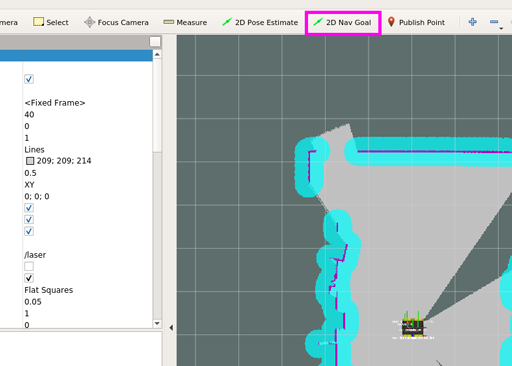 mera Select Focus Camera Measure 2D Pose Estimate 2D Nav Goal Publish Point
<Fixed Frame>
40
0
1
Lines
209; 209; 214
0.5
XY
0; 0; 0
/laser
Flat Squares
0.05
1
0